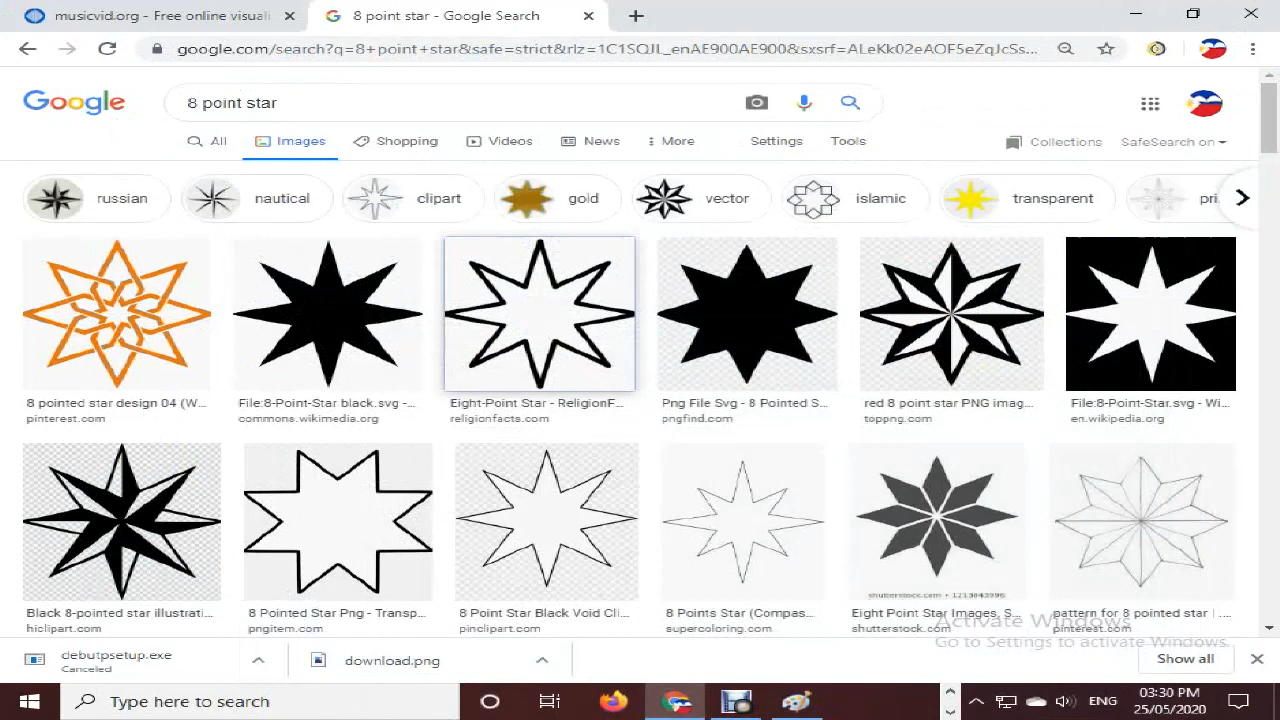 musicvid.org - Free online visuali
8 point star - Google Search
google.com/search?q=8+point+star&safe=strict&rlz=1C1SQJL_enAE900AE900&sxsrf=ALeKk02eAOF5eZqJcSs...
Google
8 point star
All
Images
Shopping
Videos
News
More
Settings
Tools
Collections
SafeSearch on
russian
nautical
clipart
gold
vector
islamic
transparent
pri
8 pointed star design 04 (W...
File:8-Point-Star black.svg -...
Eight-Point Star - ReligionF...
Png File Svg - 8 Pointed S...
red 8 point star PNG imag...
File:8-Point-Star.svg - Wi...
pinterest.com
commons.wikimedia.org
religionfacts.com
pngfind.com
toppng.com
en.wikipedia.org
shutterstock.com • 1213843996
Black 8-pointed star illustrati...
ed Star Png - Transp...
8 Point Star Black Void Cli...
8 Points Star (Compas...
Eight Point Star Images, S...
pattern for 8 pointed star | ...
hiclipart.com
pngitem.com
pinclipart.com
supercoloring.com
shutterstock.com
pinterest.com
Activate Windows
Go to Settings to activate Windows.
debutpsetup.exe
Canceled
download.png
Show all
Type here to search
ENG
03:30 PM
25/05/2020